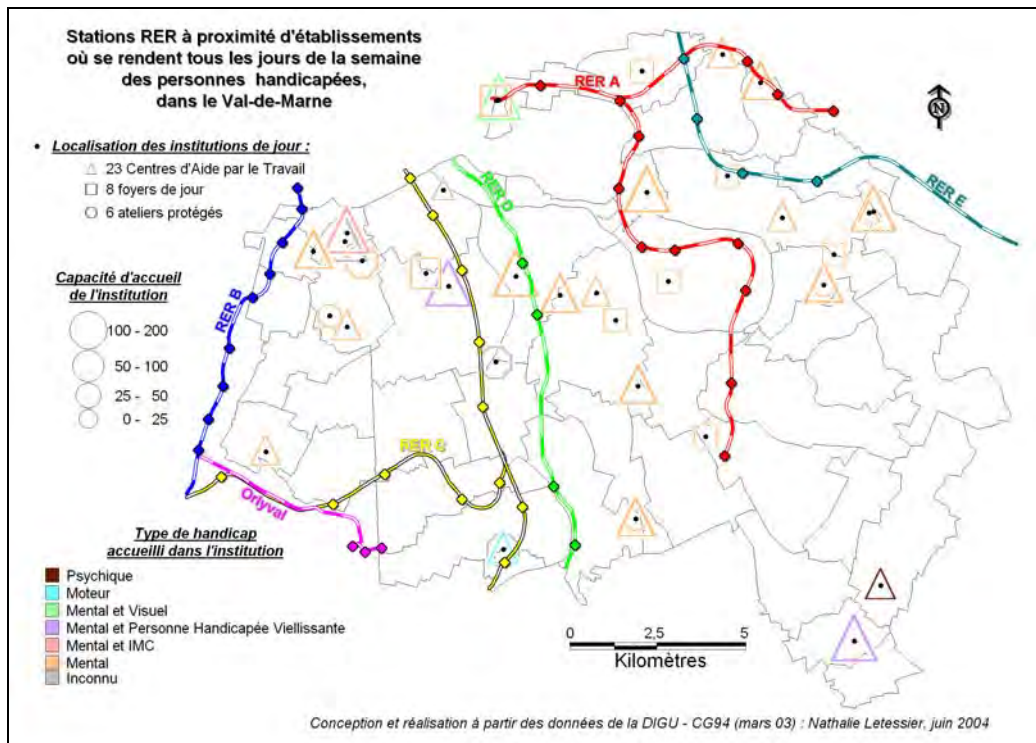 Stations RER à proximité d'établissements
où se rendent tous les jours de la semaine
des personnes handicapées,
dans le Val-de-Marne
Localisation des institutions de jour :
23 Centres d'Aide par le Travail
8 foyers de jour
6 ateliers protégés
Capacité d'accueil
de l'institution
100 - 200
50 - 100
25 - 50
0 - 25
RER A
N
RER E
RER D
RER B
RER C
Orlyval
Type de handicap
accueilli dans l'institution
Psychique
Moteur
Mental et Visuel
Mental et Personne Handicapée Viellissante
Mental et IMC
Mental
Inconnu
0 2,5 5
Kilomètres
Conception et réalisation à partir des données de la DIGU - CG94 (mars 03) : Nathalie Letessier, juin 2004